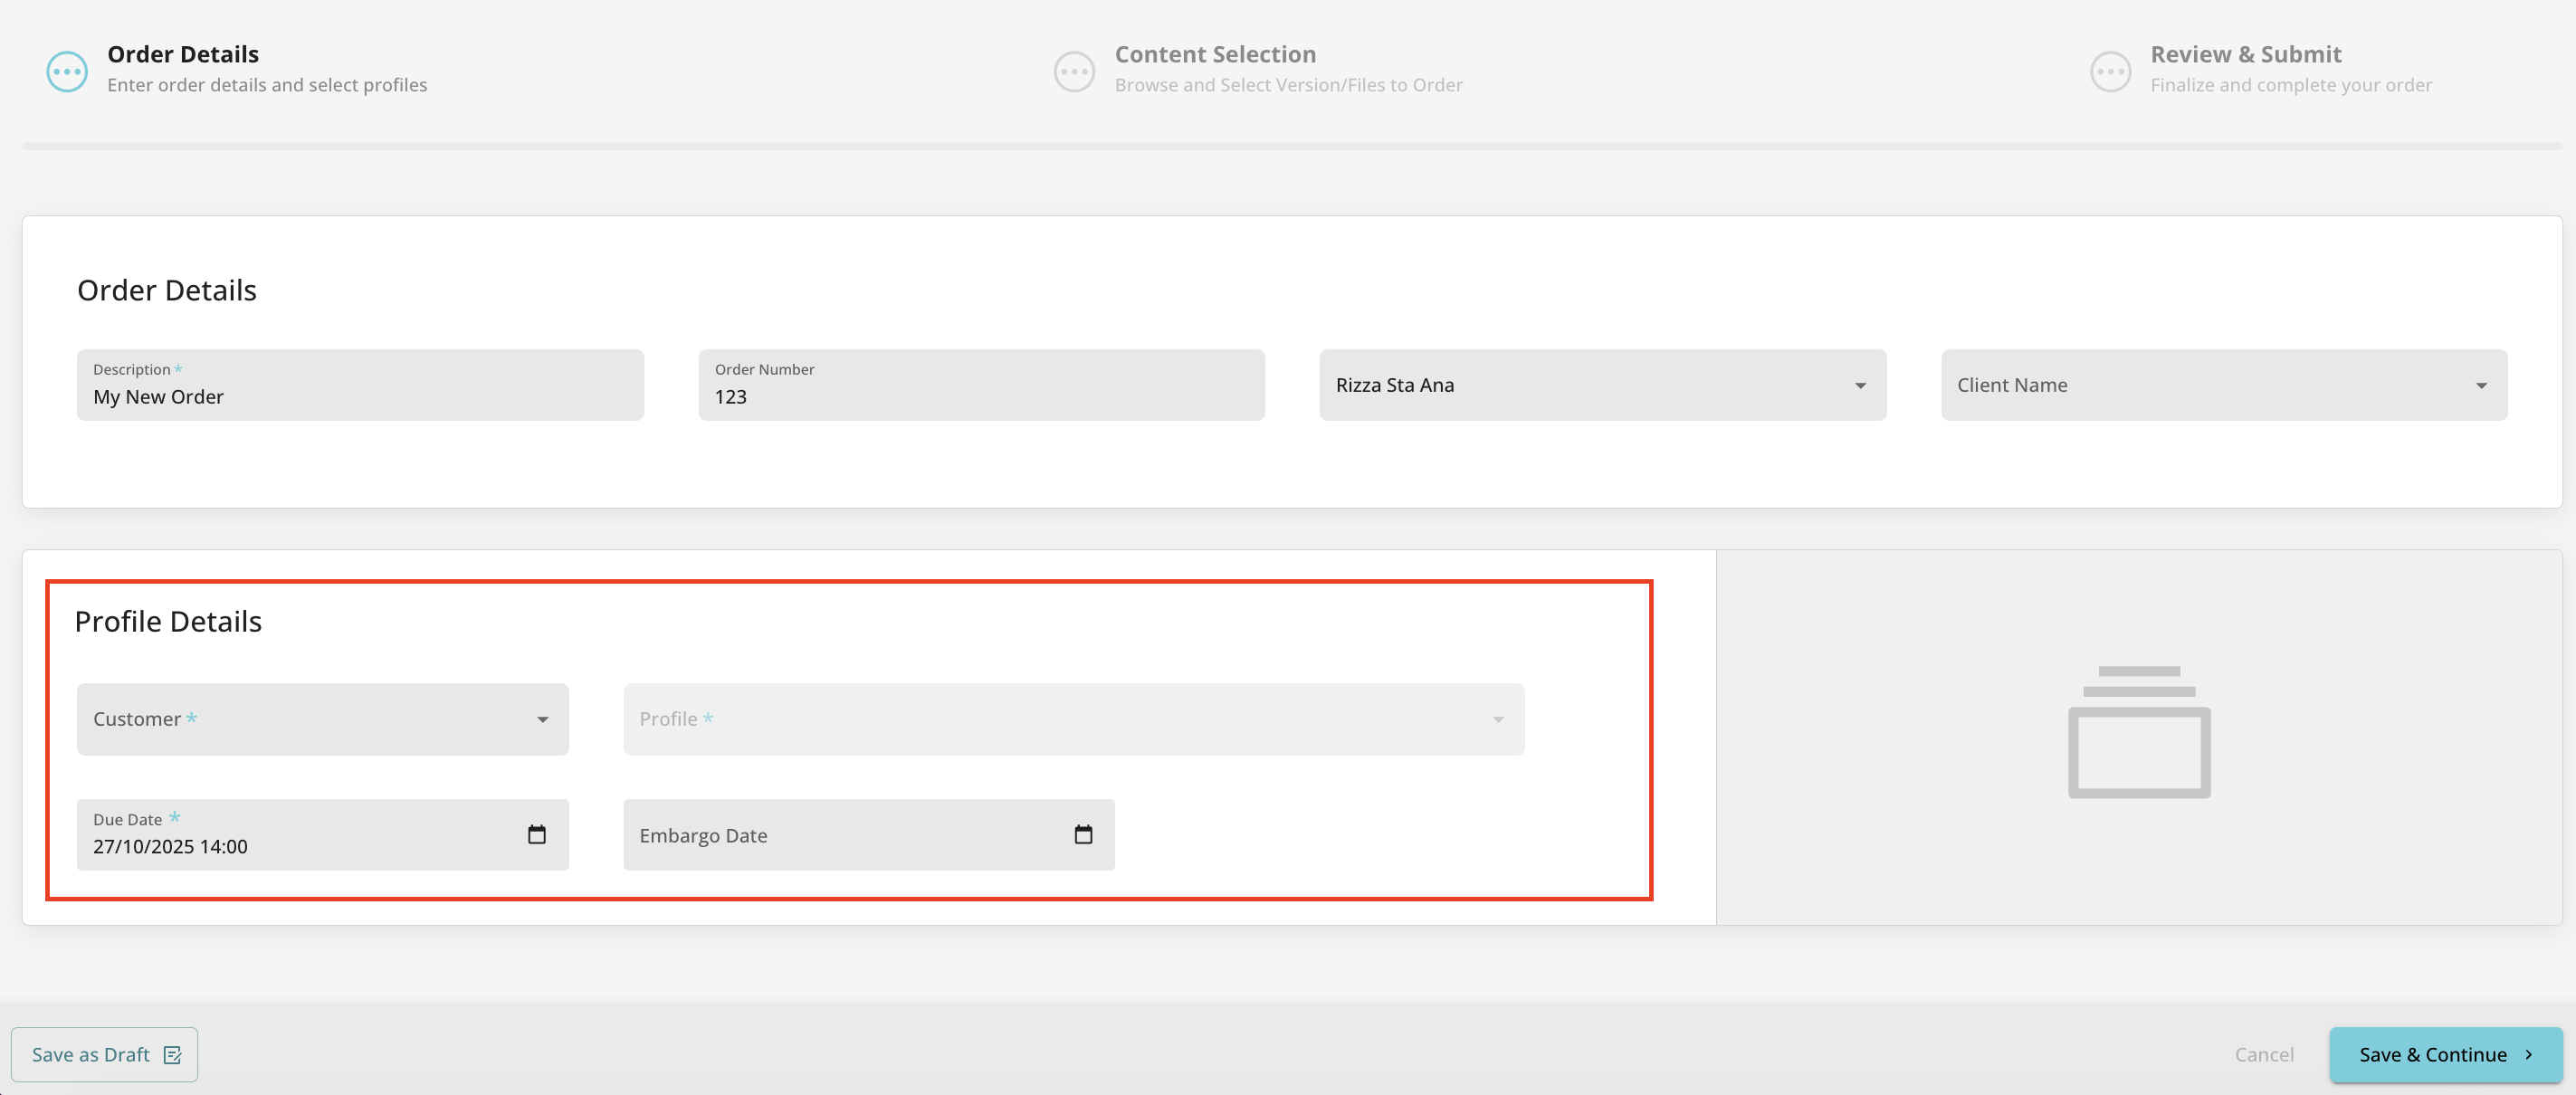 Order Details
Enter order details and select profiles
Content Selection
Browse and Select Version/Files to Order
Review & Submit
Finalize and complete your order
Order Details
Description *
My New Order
Order Number
123
Rizza Sta Ana
Client Name
Profile Details
Customer *
Profile *
Due Date *
27/10/2025 14:00
Embargo Date
Save as Draft
Cancel
Save & Continue